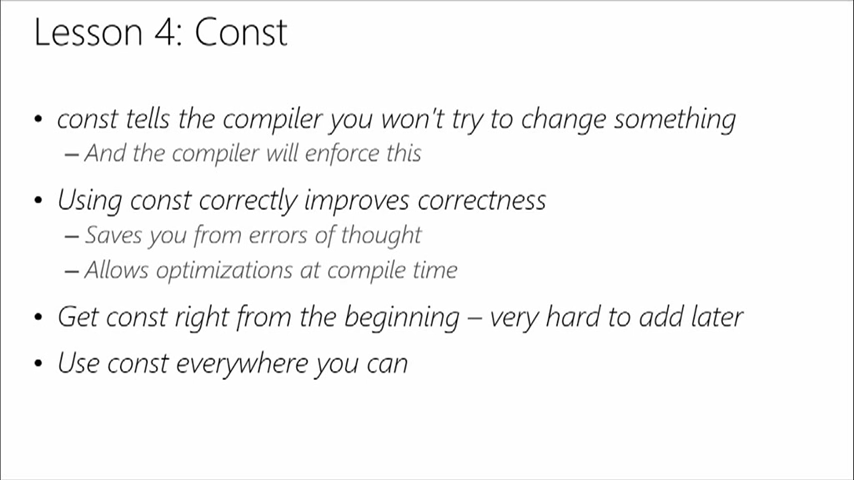 Lesson 4: Const
• const tells the compiler you won't try to change something
– And the compiler will enforce this
• Using const correctly improves correctness
– Saves you from errors of thought
– Allows optimizations at compile time
• Get const right from the beginning – very hard to add later
• Use const everywhere you can